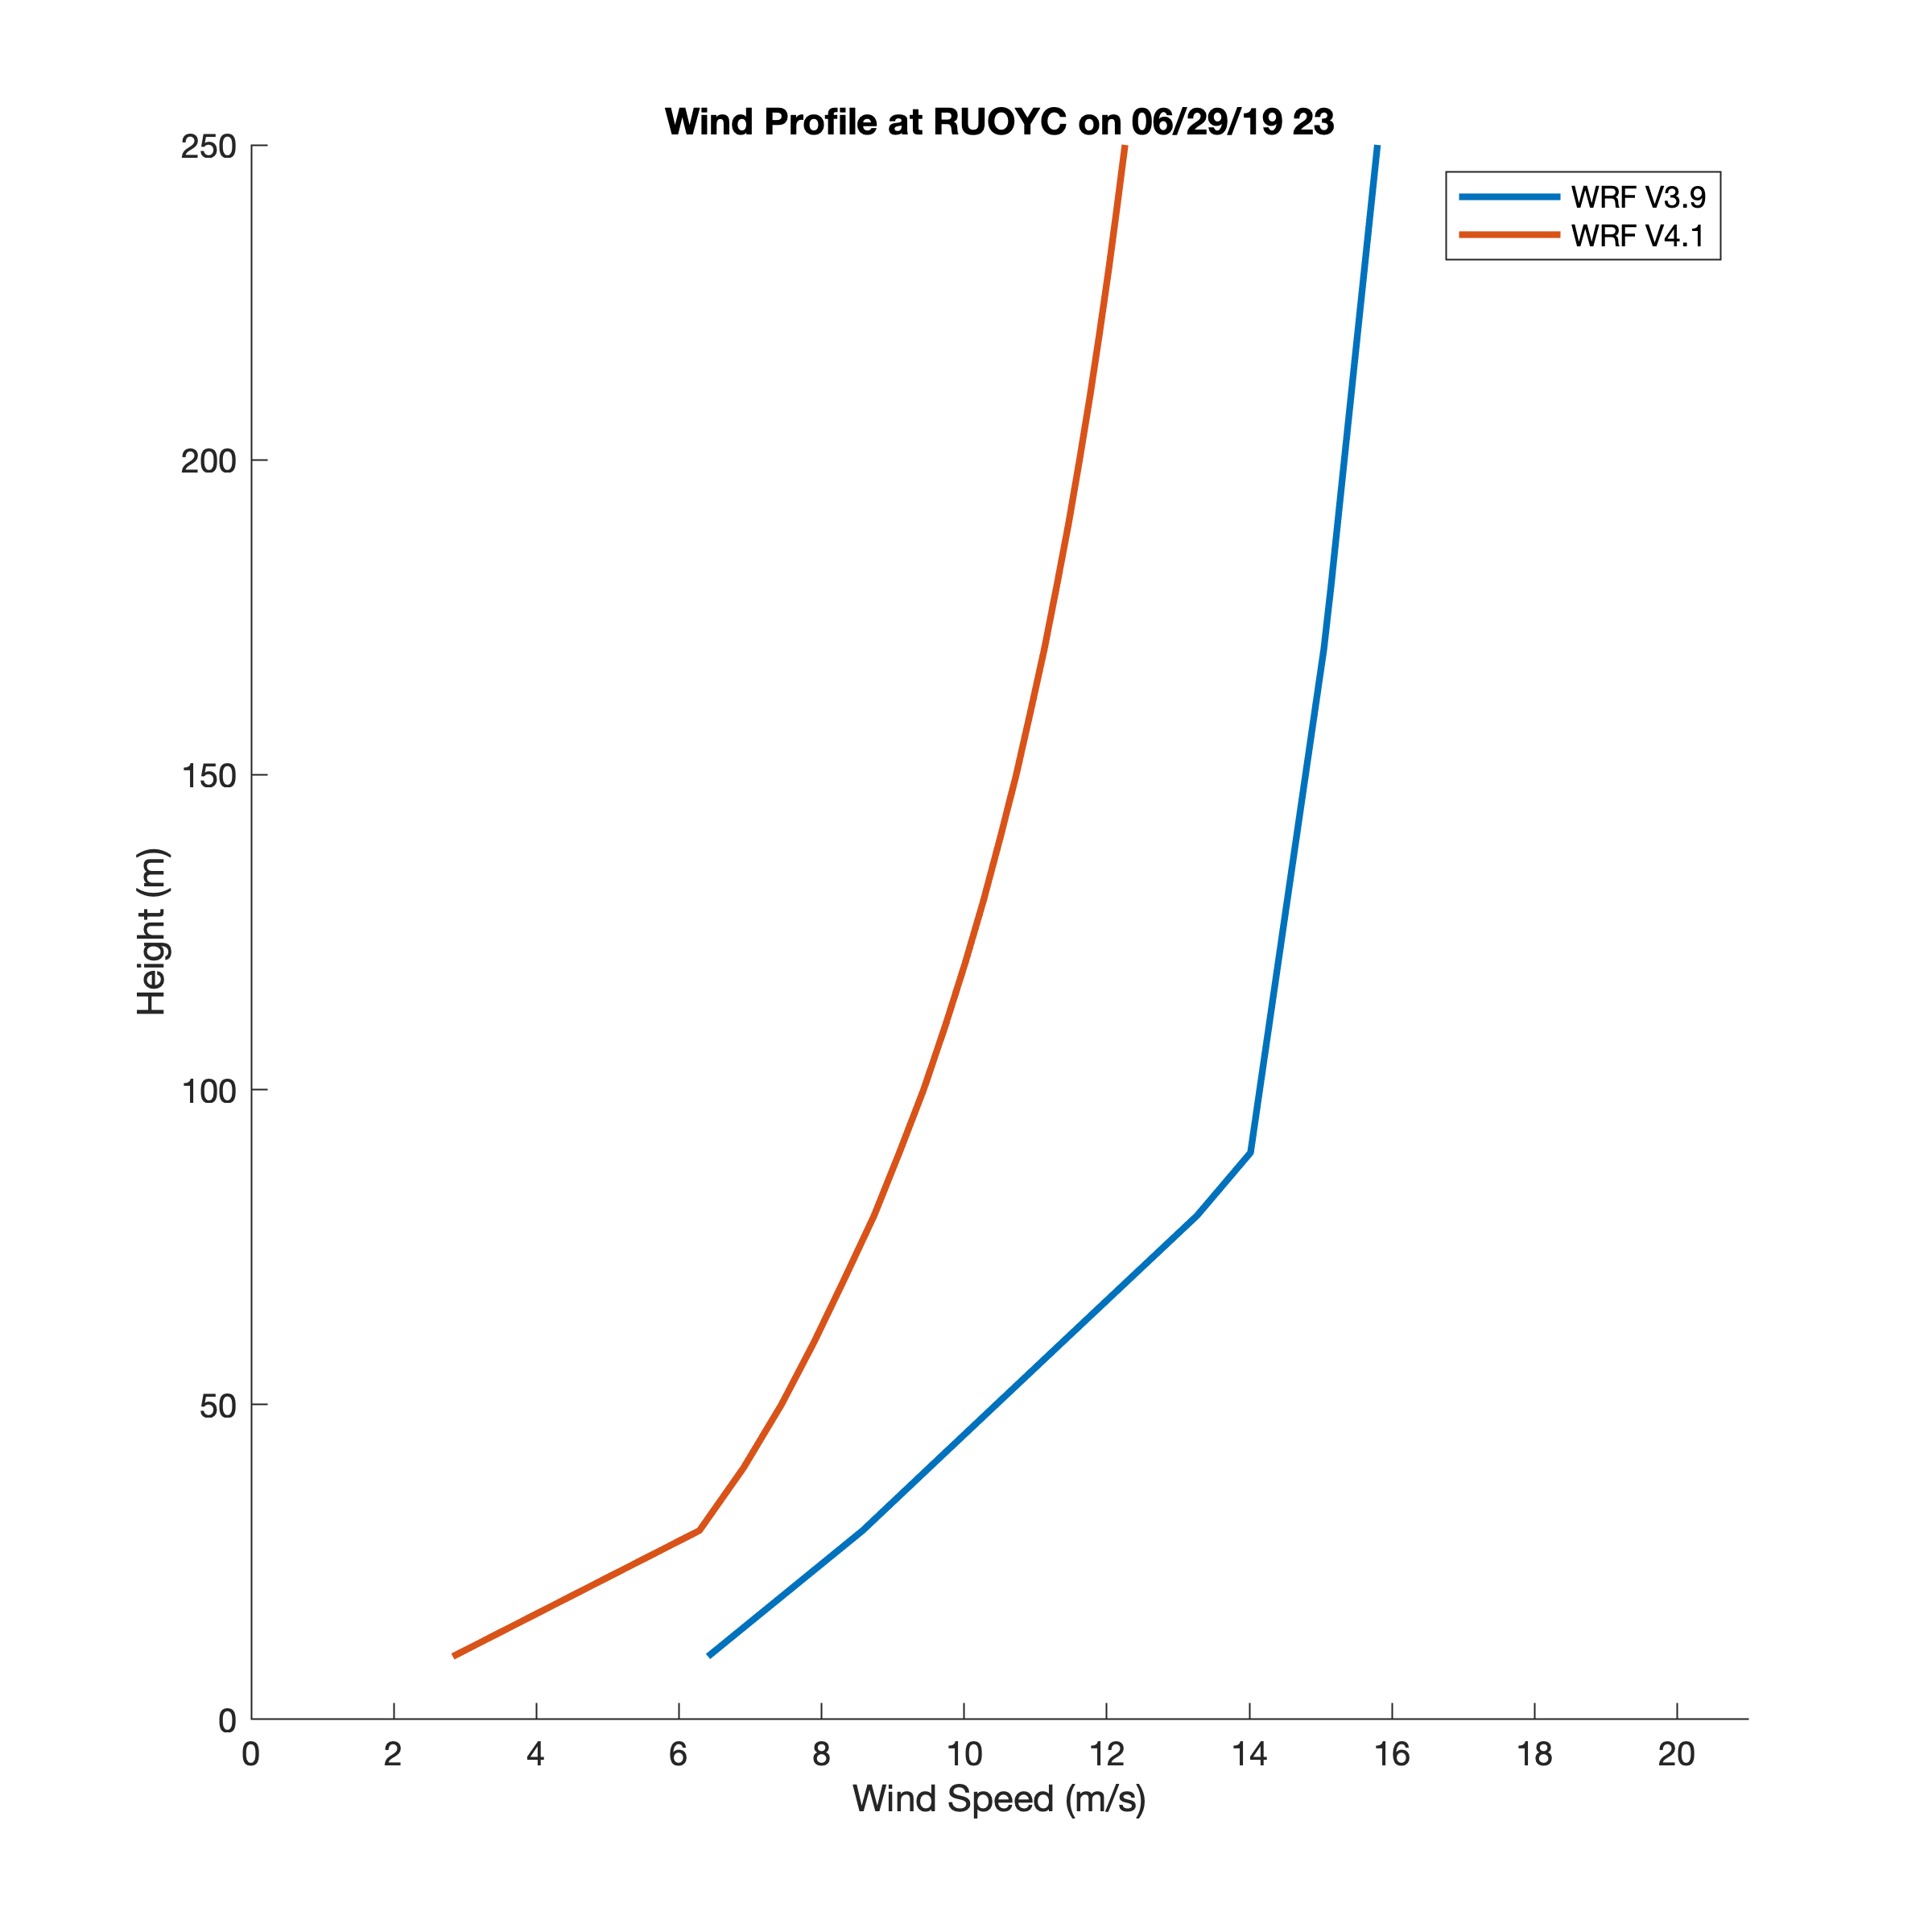 Wind Profile at RUOYC on 06/29/19 23
WRF V3.9
WRF V4.1
250
200
150
100
50
0
Height (m)
0 2 4 6 8 10 12 14 16 18 20
Wind Speed (m/s)